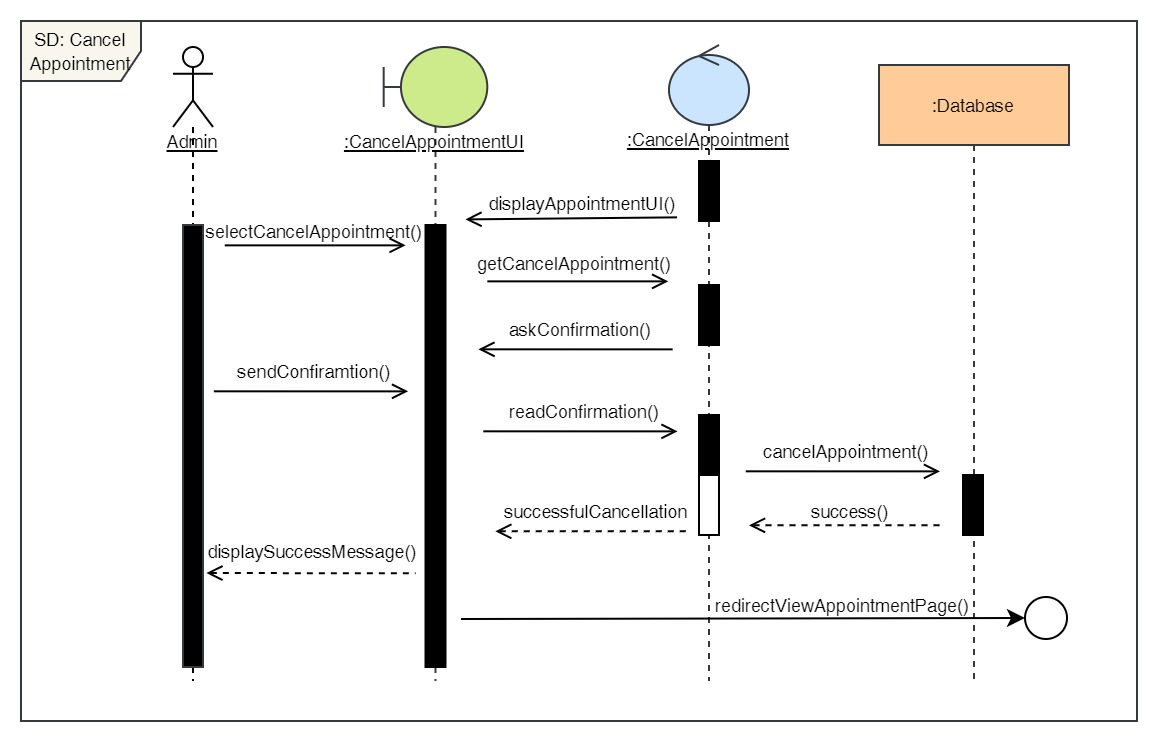 SD: Cancel
Appointment
Admin
:CancelAppointmentUI
:CancelAppointment
:Database
displayAppointmentUI()
selectCancelAppointment()
getCancelAppointment()
askConfirmation()
sendConfiramtion()
readConfirmation()
cancelAppointment()
successfulCancellation
success()
displaySuccessMessage()
redirectViewAppointmentPage()